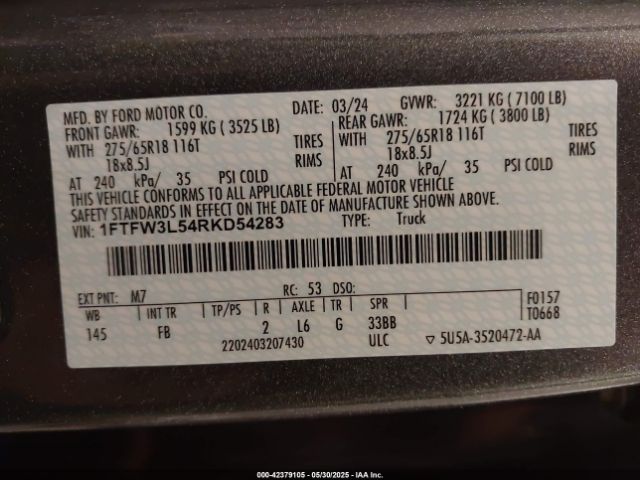 MFD. BY FORD MOTOR CO. DATE: 03/24 GVWR: 3221 KG ( 7100 LB)
FRONT GAWR: 1599 KG ( 3525 LB) REAR GAWR: 1724 KG ( 3800 LB)
WITH 275/65R18 116T TIRES WITH 275/65R18 116T TIRES
18x8.5J RIMS 18x8.5J RIMS
AT 240 kPa/ 35 PSI COLD AT 240 kPa/ 35 PSI COLD
THIS VEHICLE CONFORMS TO ALL APPLICABLE FEDERAL MOTOR VEHICLE
SAFETY STANDARDS IN EFFECT ON THE DATE OF MANUFACTURE SHOWN ABOVE.
VIN: 1FTFW3L54RKD54283 TYPE: Truck
EXT PNT: M7 RC: 53 DSO: F0157
WB INT TR TP/PS R AXLE TR SPR T0668
145 FB 2 L6 G 33BB
2202403207430 ULC ▽ 5U5A-3520472-AA
000-42379105 - 05/30/2025 - IAA Inc.